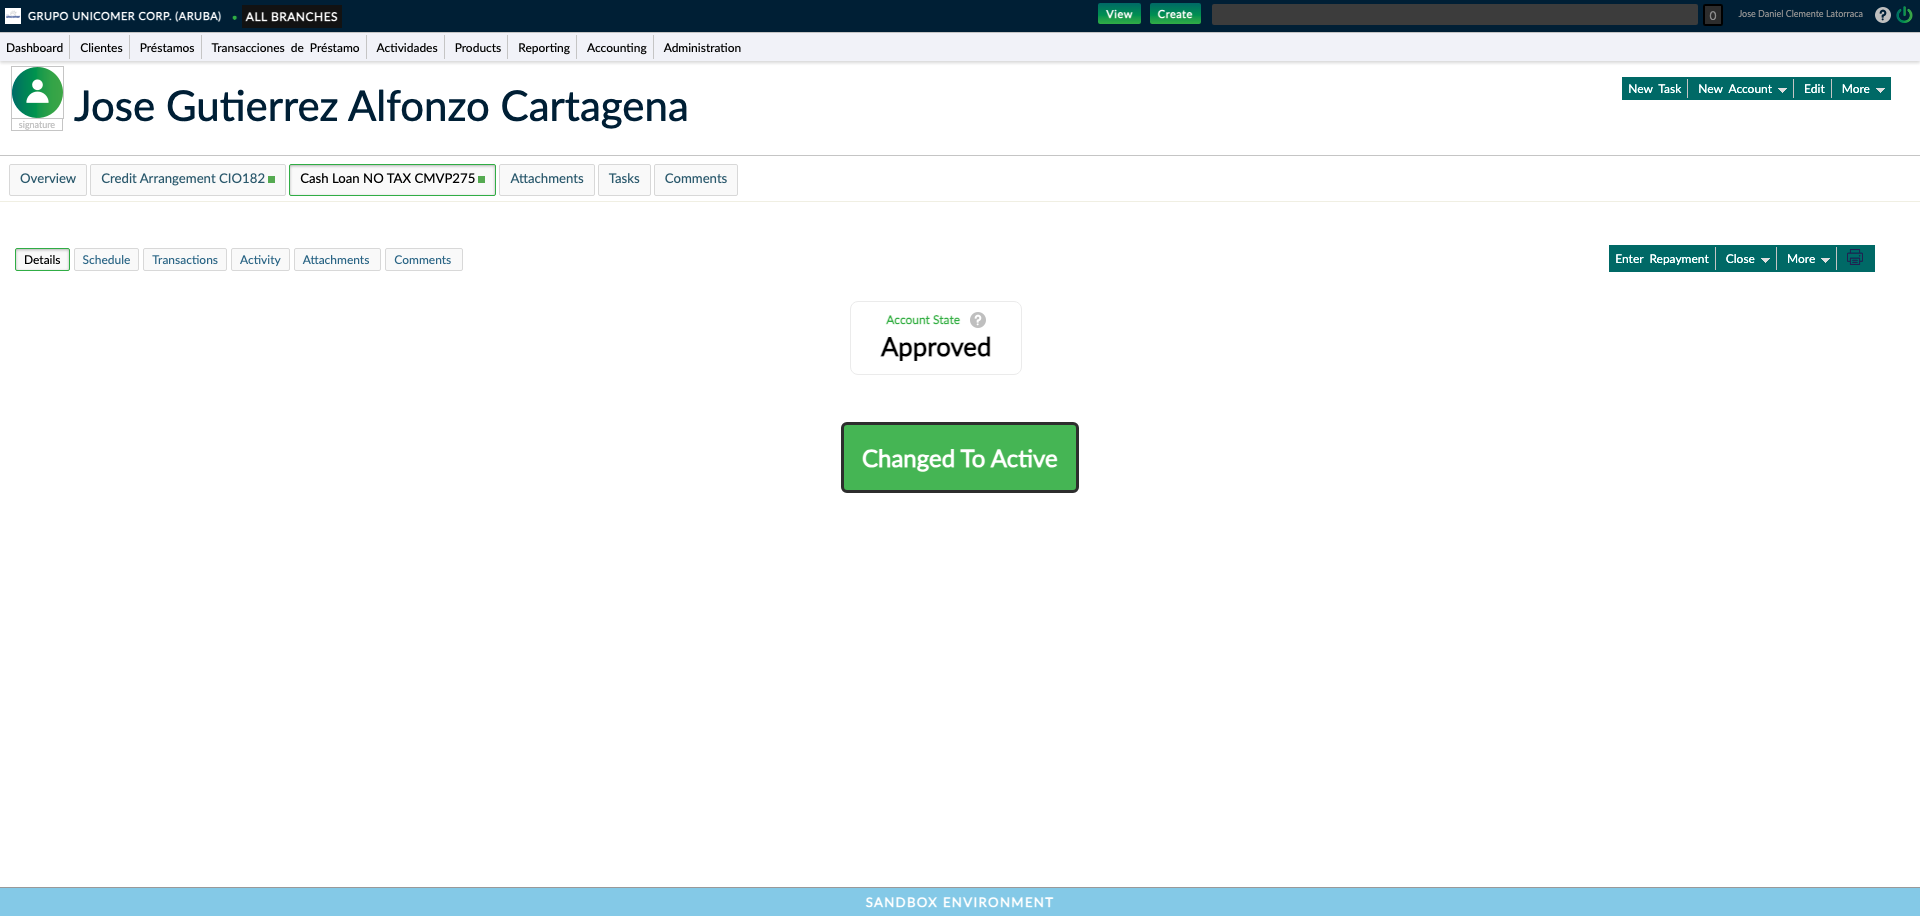 GRUPO UNICOMER CORP. (ARUBA) • ALL BRANCHES View Create 0 Jose Daniel Clemente Latorraca ?
Dashboard Clientes Préstamos Transacciones de Préstamo Actividades Products Reporting Accounting Administration
signature
Jose Gutierrez Alfonzo Cartagena
New Task New Account Edit More
Overview Credit Arrangement CIO182 Cash Loan NO TAX CMVP275 Attachments Tasks Comments
Details Schedule Transactions Activity Attachments Comments
Enter Repayment Close More
Account State ?
Approved
Changed To Active
SANDBOX ENVIRONMENT